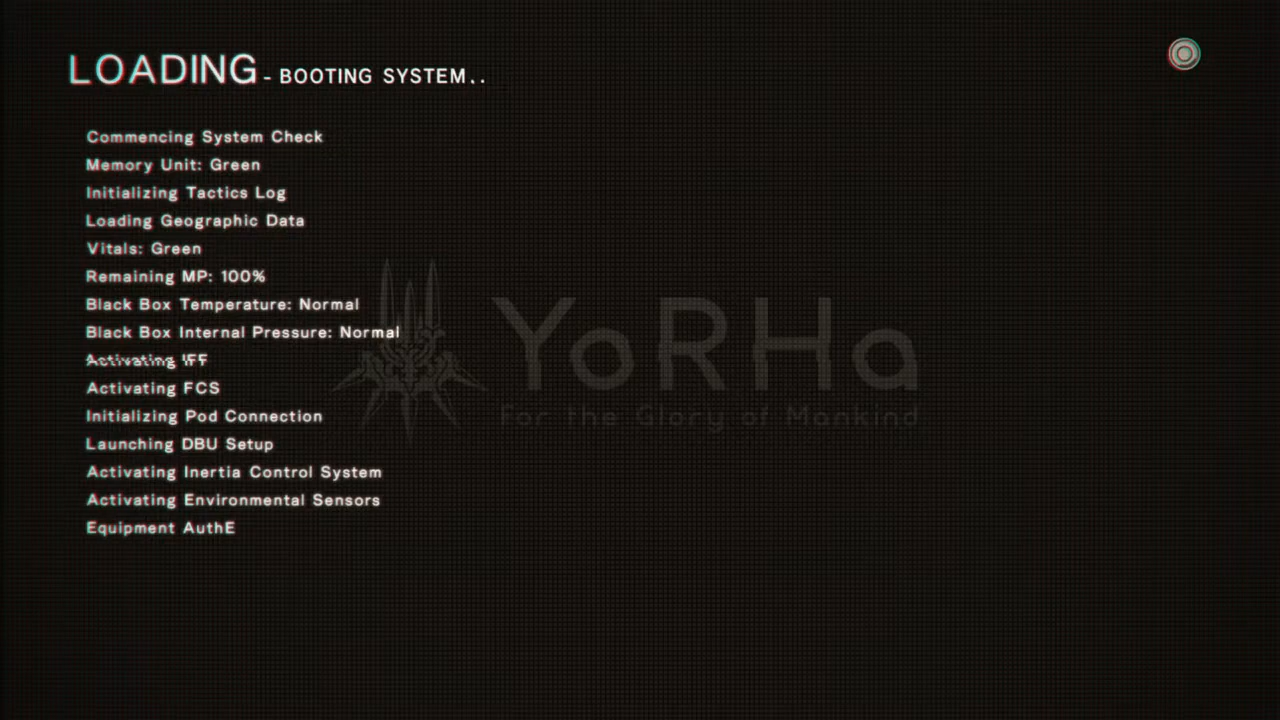 LOADING - BOOTING SYSTEM..
Commencing System Check
Memory Unit: Green
Initializing Tactics Log
Loading Geographic Data
Vitals: Green
Remaining MP: 100%
Black Box Temperature: Normal
Black Box Internal Pressure: Normal
Activating IFF
Activating FCS
Initializing Pod Connection
Launching DBU Setup
Activating Inertia Control System
Activating Environmental Sensors
Equipment AuthE
YoRHa
For the Glory of Mankind